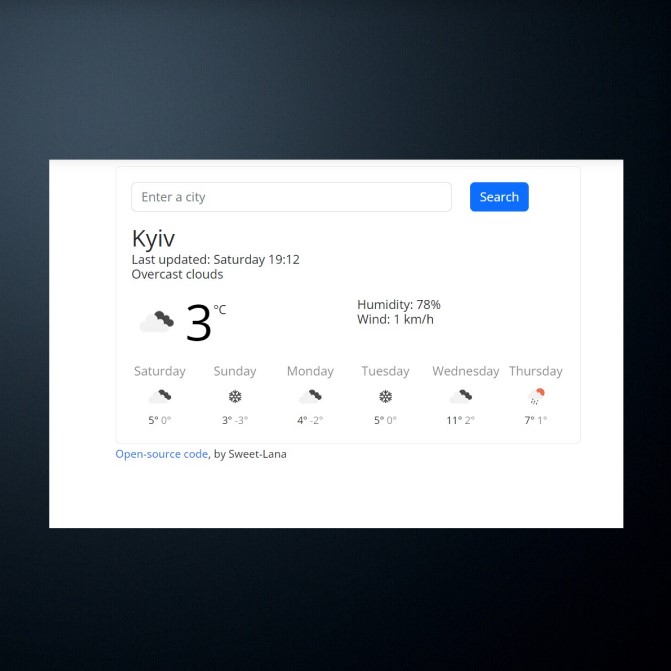 Enter a city
Search
Kyiv
Last updated: Saturday 19:12
Overcast clouds
3 °C
Humidity: 78%
Wind: 1 km/h
Saturday Sunday Monday Tuesday Wednesday Thursday
5° 0° 3° -3° 4° -2° 5° 0° 11° 2° 7° 1°
Open-source code, by Sweet-Lana